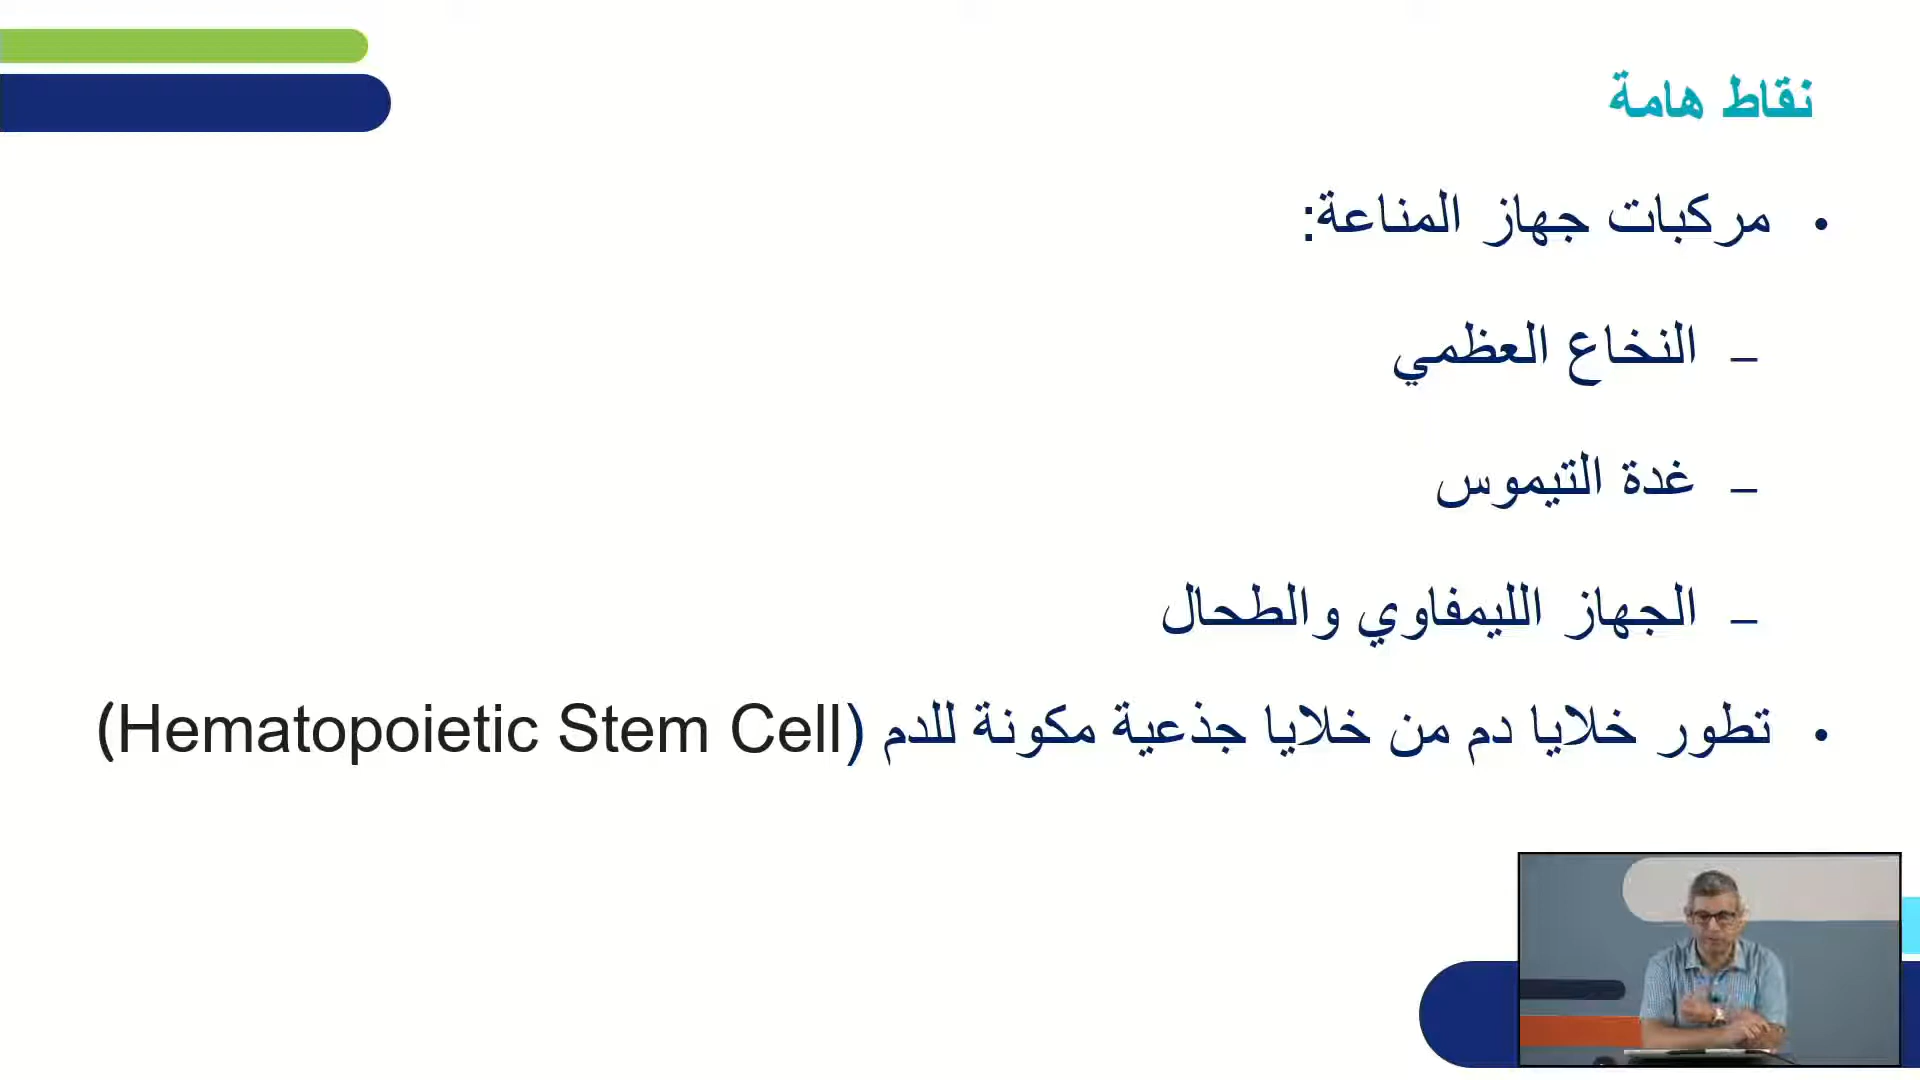 نقاط هامة
• مركبات جهاز المناعة:
– النخاع العظمي
– غدة التيموس
– الجهاز الليمفاوي والطحال
• تطور خلايا دم من خلايا جذعية مكونة للدم (Hematopoietic Stem Cell)